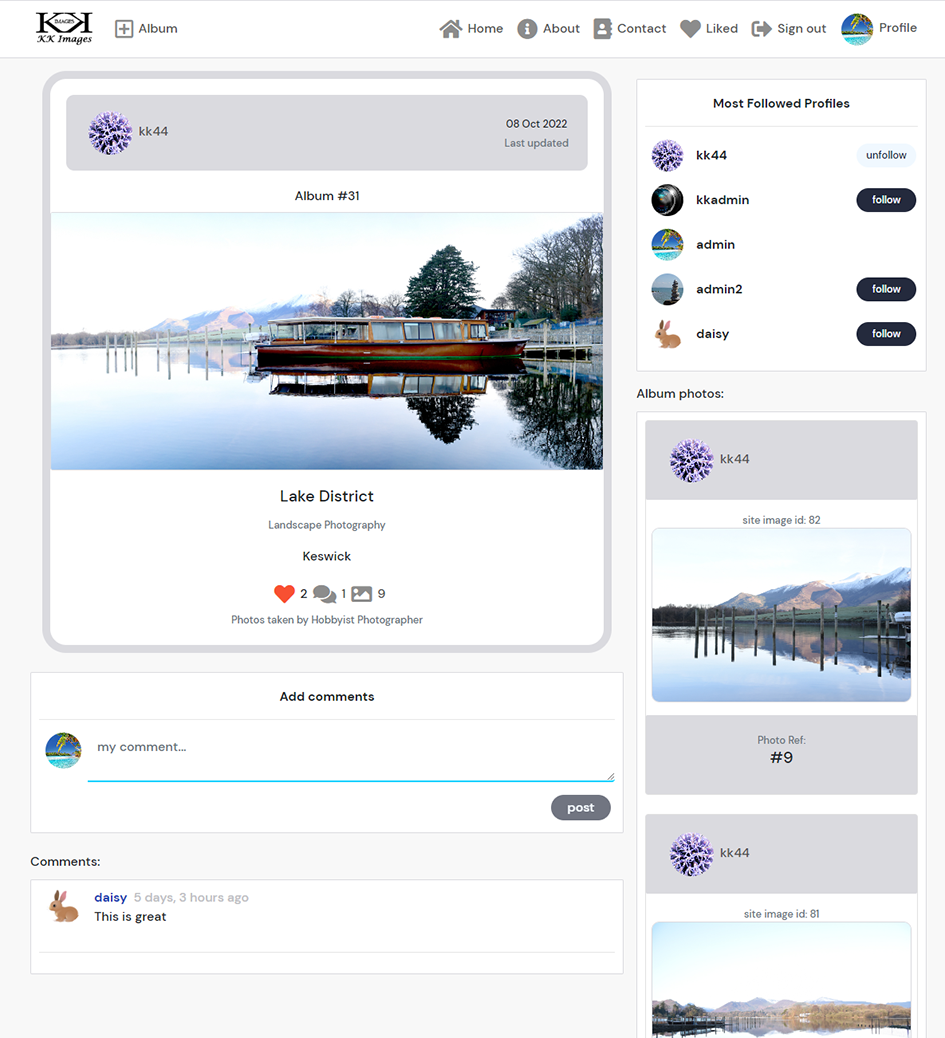 IMAGES
KK Images
Album
Home
About
Contact
Liked
Sign out
Profile
kk44
08 Oct 2022
Last updated
Album #31
Lake District
Landscape Photography
Keswick
2
1
9
Photos taken by Hobbyist Photographer
Add comments
my comment...
post
Comments:
daisy 5 days, 3 hours ago
This is great
Most Followed Profiles
kk44 unfollow
kkadmin follow
admin
admin2 follow
daisy follow
Album photos:
kk44
site image id: 82
Photo Ref:
#9
kk44
site image id: 81